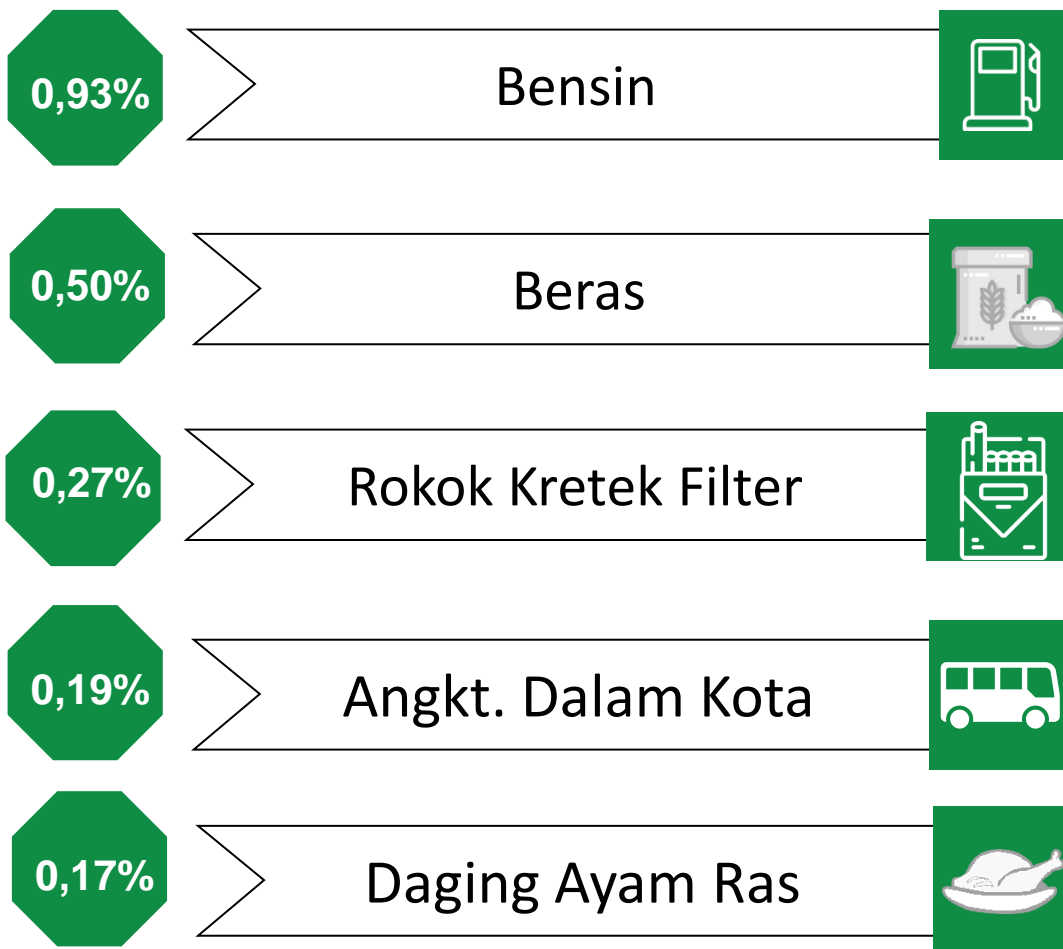 0,93%
Bensin
0,50%
Beras
0,27%
Rokok Kretek Filter
0,19%
Angkt. Dalam Kota
0,17%
Daging Ayam Ras